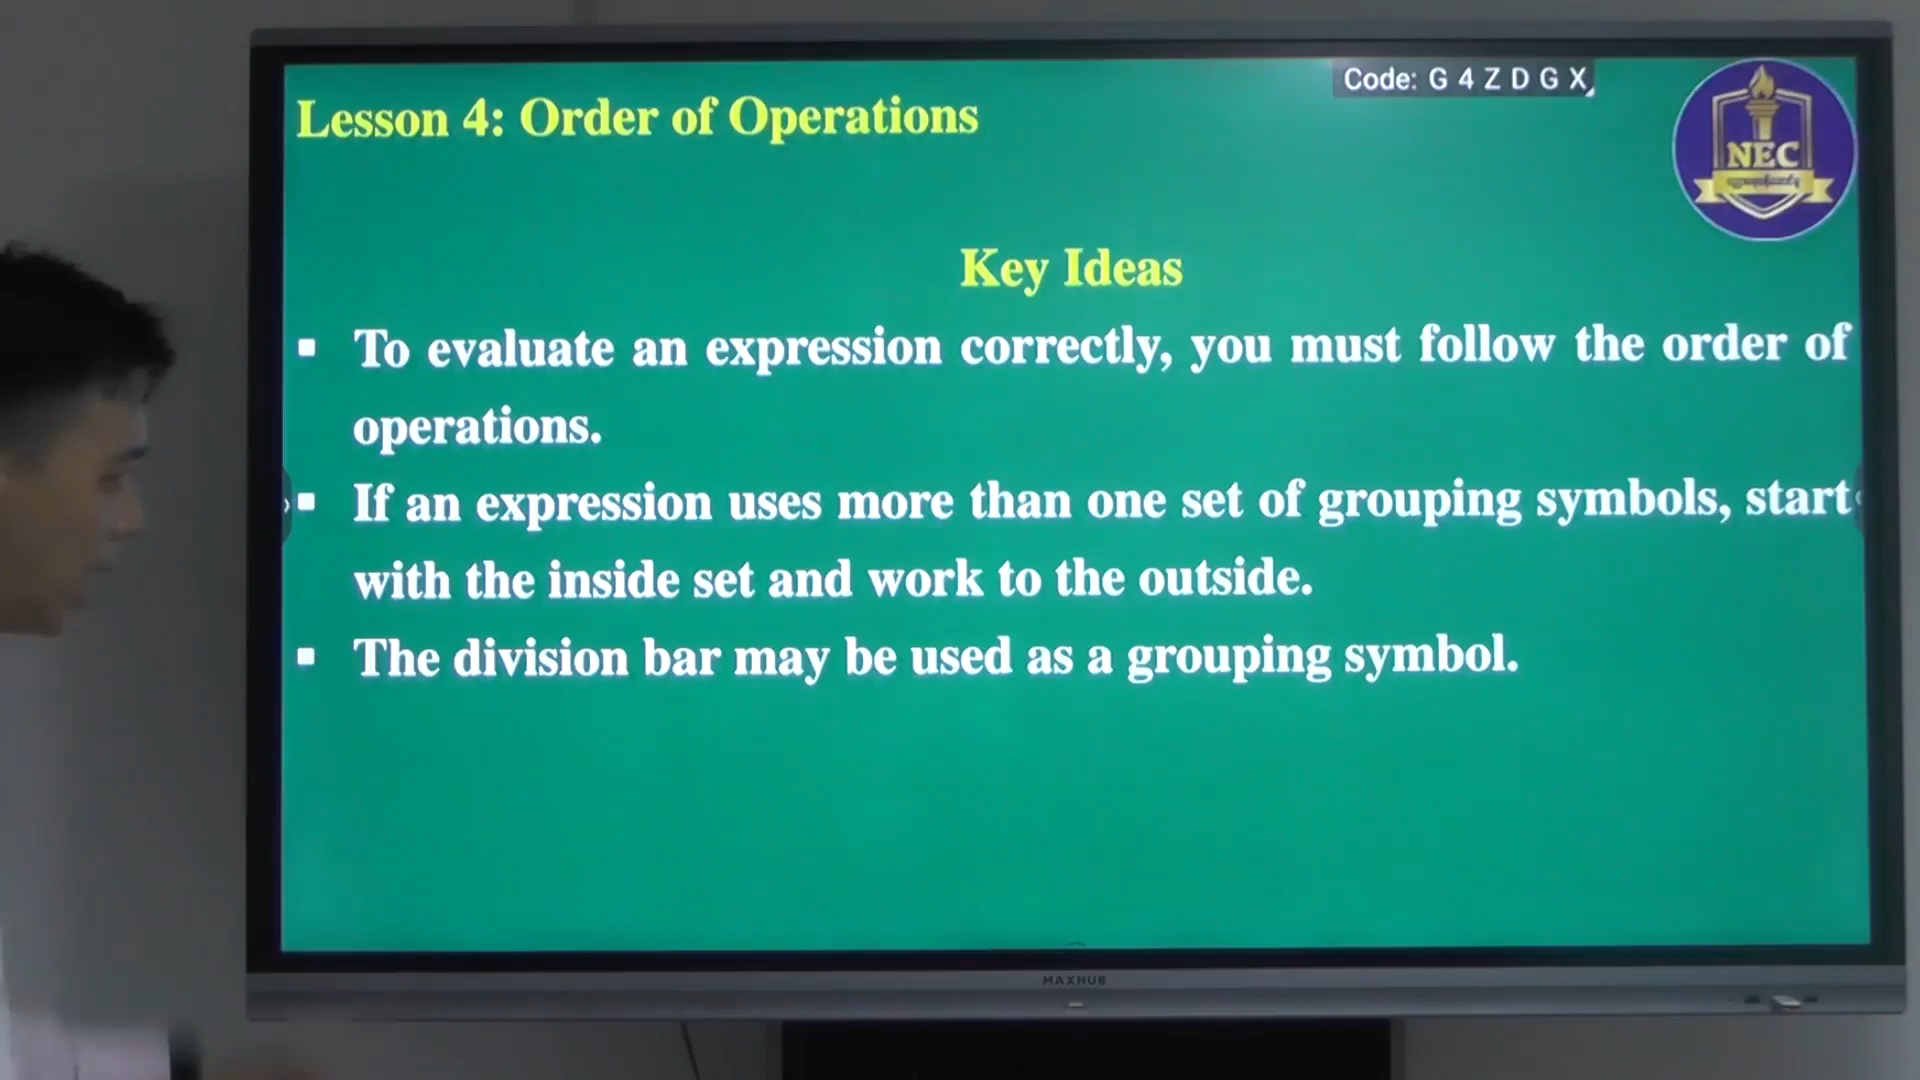 Code: G 4 Z D G X
Lesson 4: Order of Operations
NEC
Key Ideas
▪ To evaluate an expression correctly, you must follow the order of
operations.
▪ If an expression uses more than one set of grouping symbols, start
with the inside set and work to the outside.
▪ The division bar may be used as a grouping symbol.
MAXHUB